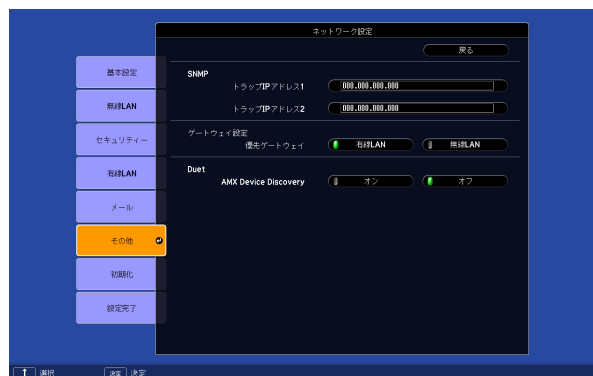 ネットワーク設定
戻る
基本設定
無線LAN
セキュリティー
有線LAN
メール
その他
初期化
設定完了
SNMP
トラップIPアドレス1 000.000.000.000
トラップIPアドレス2 000.000.000.000
ゲートウェイ設定
優先ゲートウェイ 有線LAN 無線LAN
Duet
AMX Device Discovery オン オフ
選択 決定 決定